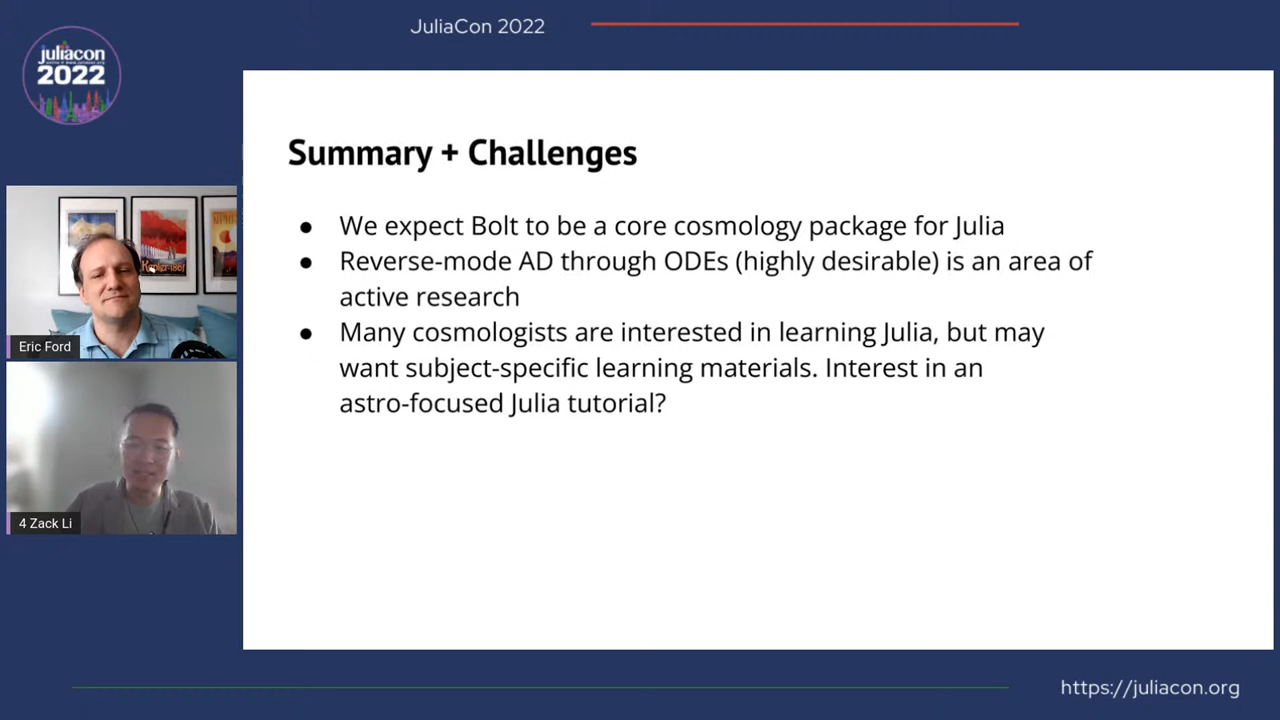 JuliaCon 2022
juliacon
2022
Summary + Challenges
● We expect Bolt to be a core cosmology package for Julia
● Reverse-mode AD through ODEs (highly desirable) is an area of
active research
● Many cosmologists are interested in learning Julia, but may
want subject-specific learning materials. Interest in an
astro-focused Julia tutorial?
Eric Ford
4 Zack Li
https://juliacon.org